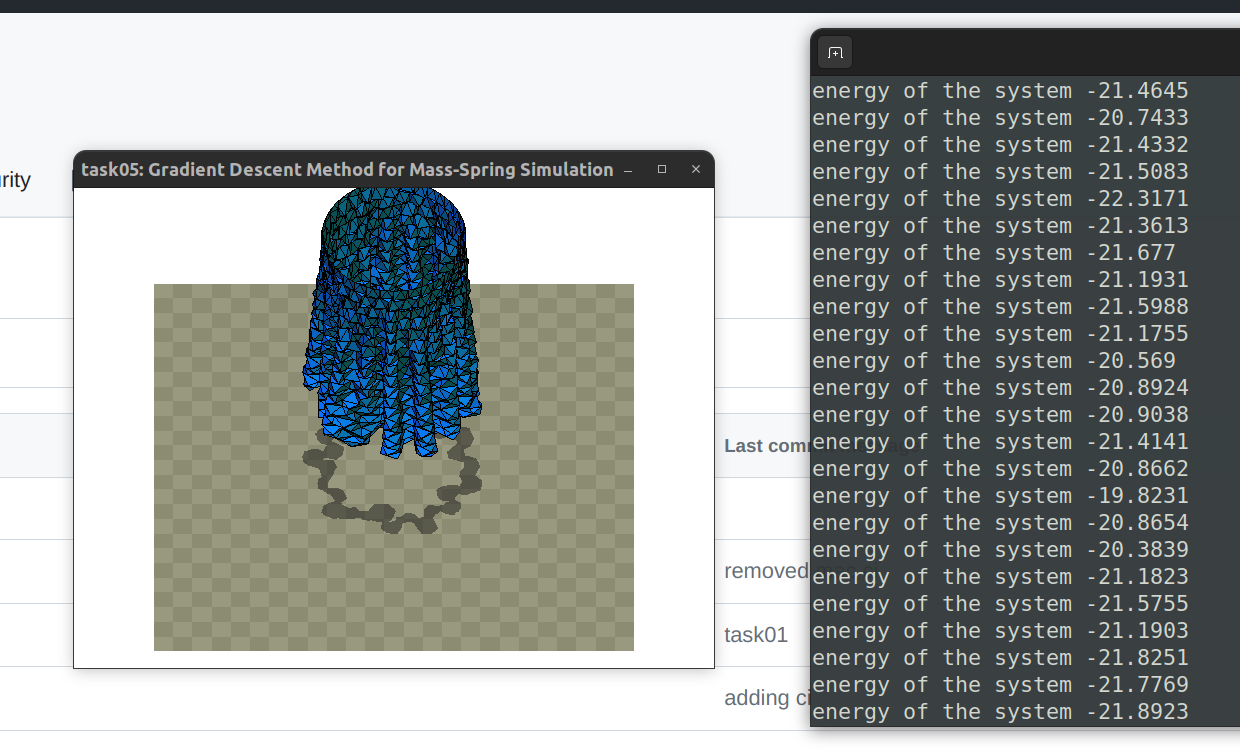 rity
task05: Gradient Descent Method for Mass-Spring Simulation
Last comm
removed
task01
adding ci
energy of the system -21.4645
energy of the system -20.7433
energy of the system -21.4332
energy of the system -21.5083
energy of the system -22.3171
energy of the system -21.3613
energy of the system -21.677
energy of the system -21.1931
energy of the system -21.5988
energy of the system -21.1755
energy of the system -20.569
energy of the system -20.8924
energy of the system -20.9038
energy of the system -21.4141
energy of the system -20.8662
energy of the system -19.8231
energy of the system -20.8654
energy of the system -20.3839
energy of the system -21.1823
energy of the system -21.5755
energy of the system -21.1903
energy of the system -21.8251
energy of the system -21.7769
energy of the system -21.8923